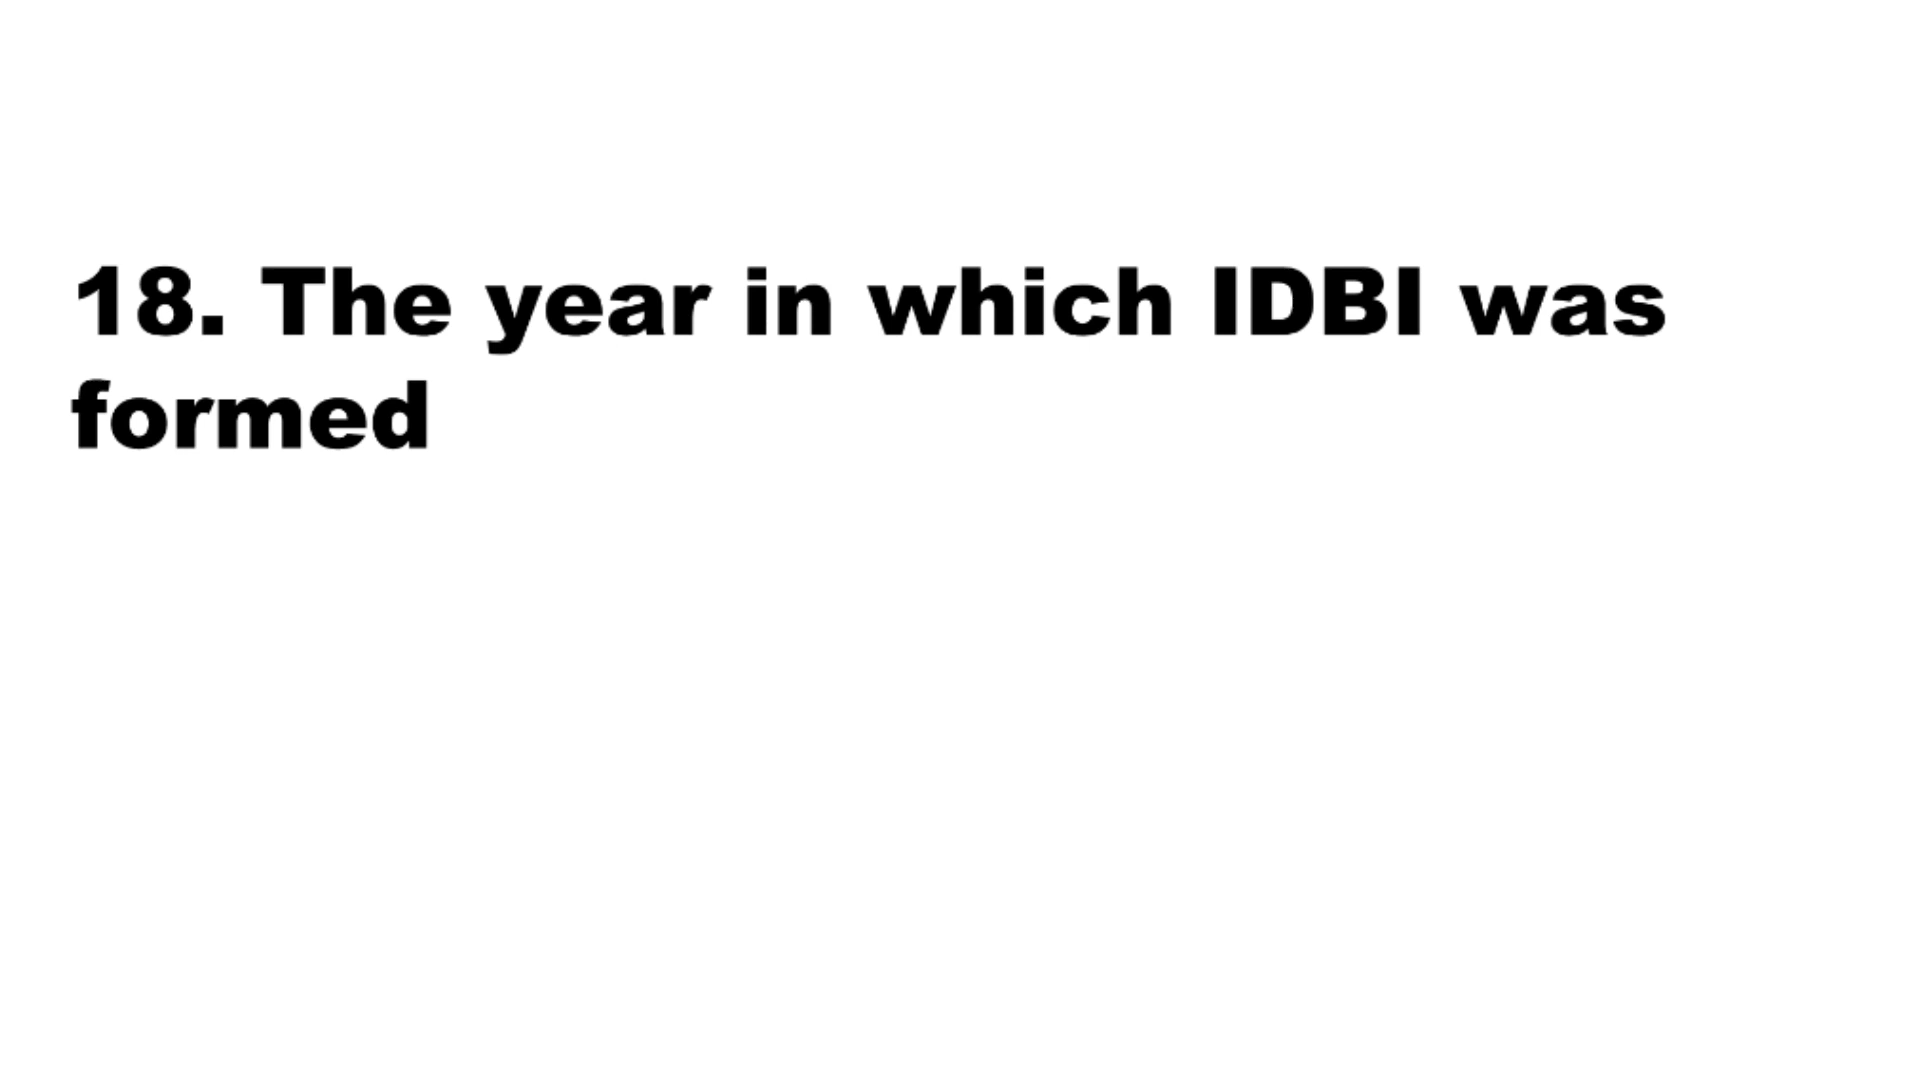 18. The year in which IDBI was
formed